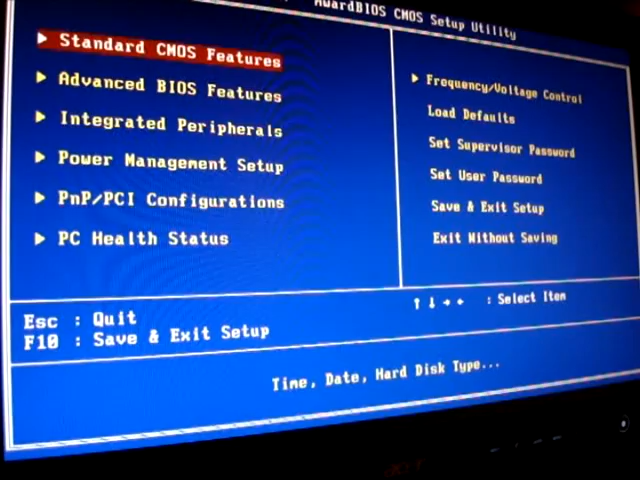 AwardBIOS CMOS Setup Utility
▶ Standard CMOS Features
▶ Advanced BIOS Features
▶ Integrated Peripherals
▶ Power Management Setup
▶ PnP/PCI Configurations
▶ PC Health Status
▶ Frequency/Voltage Control
Load Defaults
Set Supervisor Password
Set User Password
Save & Exit Setup
Exit Without Saving
Esc : Quit
F10 : Save & Exit Setup
↑ ↓ → ← : Select Item
Time, Date, Hard Disk Type...